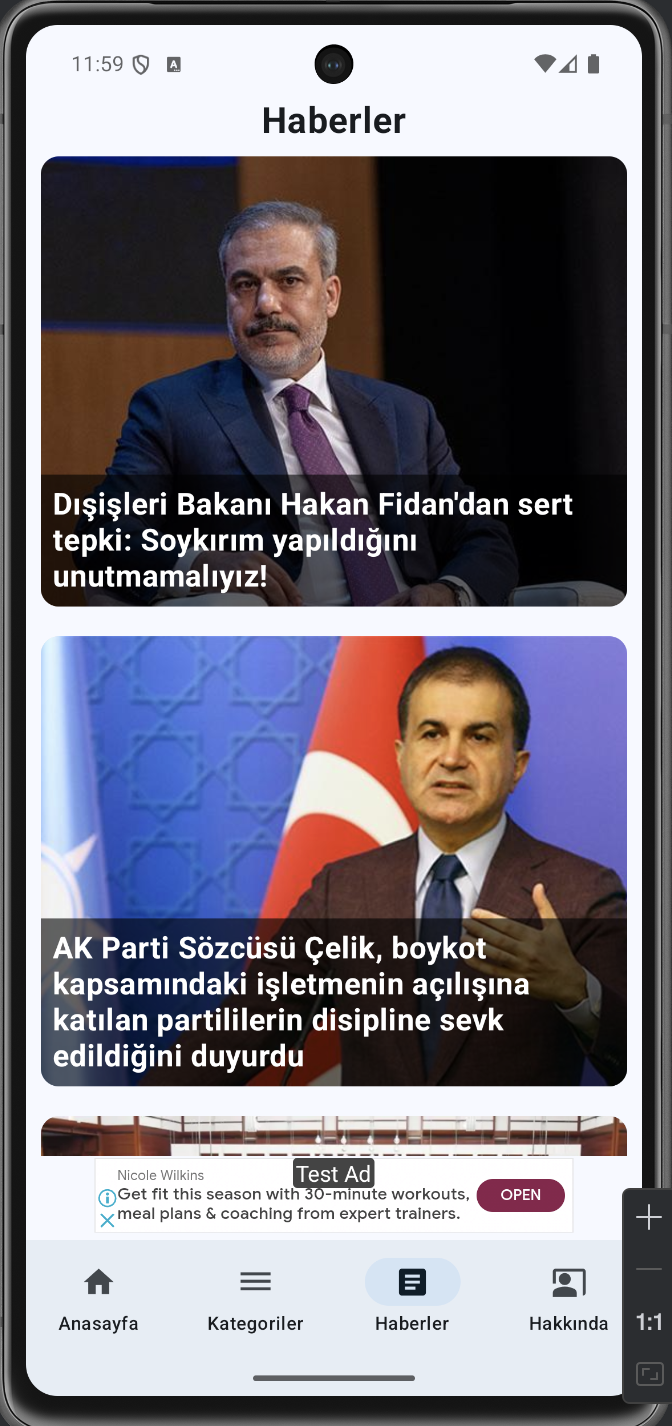 11:59
A
Haberler
Dışişleri Bakanı Hakan Fidan'dan sert
tepki: Soykırım yapıldığını
unutmamalıyız!
AK Parti Sözcüsü Çelik, boykot
kapsamındaki işletmenin açılışına
katılan partililerin disipline sevk
edildiğini duyurdu
Nicole Wilkins
Test Ad
Get fit this season with 30-minute workouts,
meal plans & coaching from expert trainers.
OPEN
Anasayfa
Kategoriler
Haberler
Hakkında
1:1